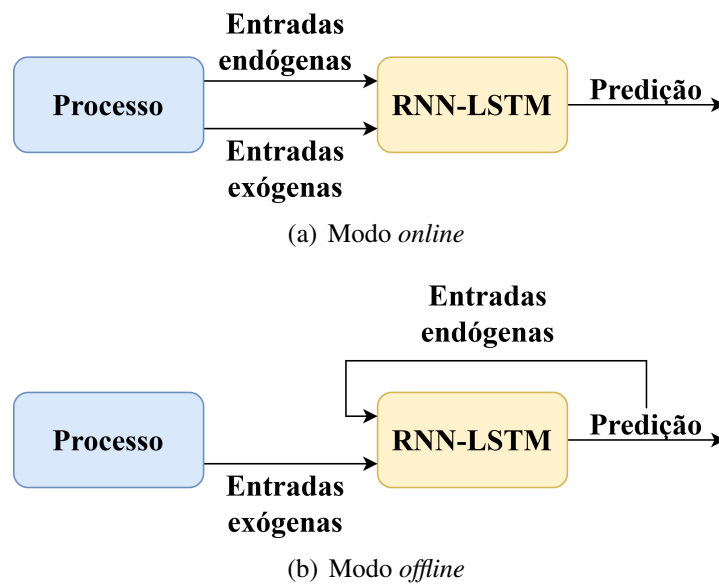 Entradas
endógenas
Processo
RNN-LSTM
Predição
Entradas
exógenas
(a) Modo online
Entradas
endógenas
Processo
RNN-LSTM
Predição
Entradas
exógenas
(b) Modo offline